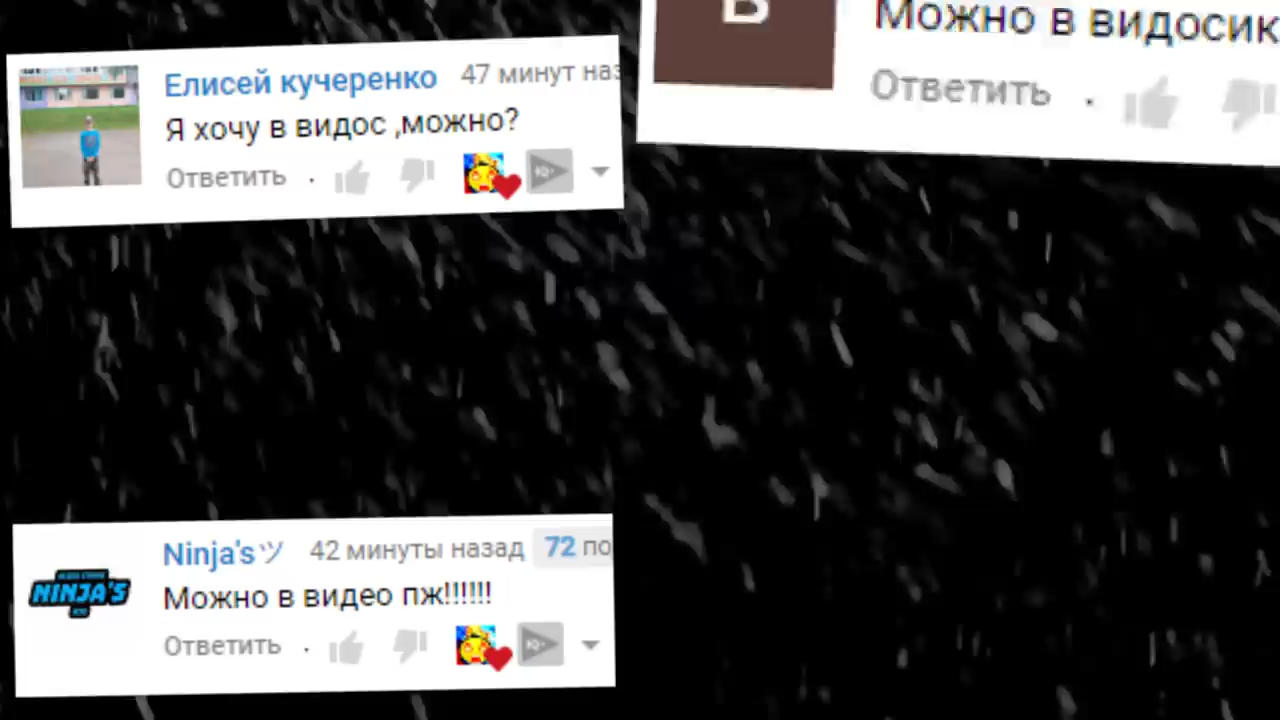 Елисей кучеренко 47 минут наз
Я хочу в видос ,можно?
Ответить
В
Можно в видосик
Ответить
Ninja'sツ 42 минуты назад 72 по
NINJA'S
Можно в видео пж!!!!!!
Ответить